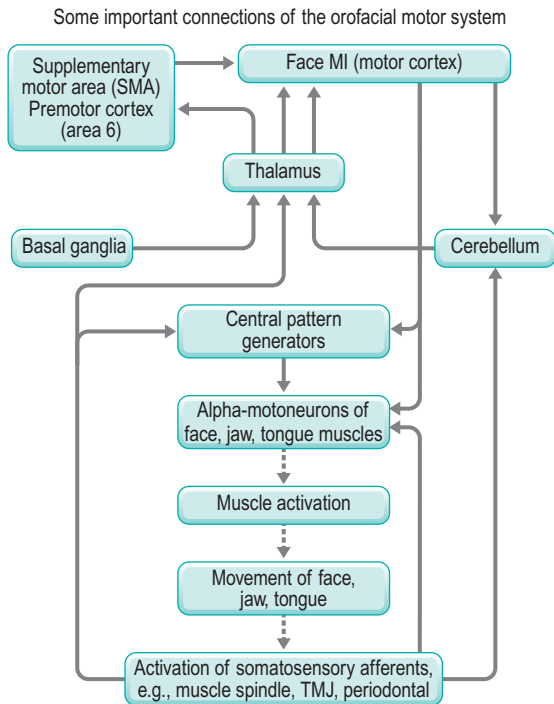 Some important connections of the orofacial motor system
Supplementary
motor area (SMA)
Premotor cortex
(area 6)
Face MI (motor cortex)
Thalamus
Basal ganglia
Cerebellum
Central pattern
generators
Alpha-motoneurons of
face, jaw, tongue muscles
Muscle activation
Movement of face,
jaw, tongue
Activation of somatosensory afferents,
e.g., muscle spindle, TMJ, periodontal